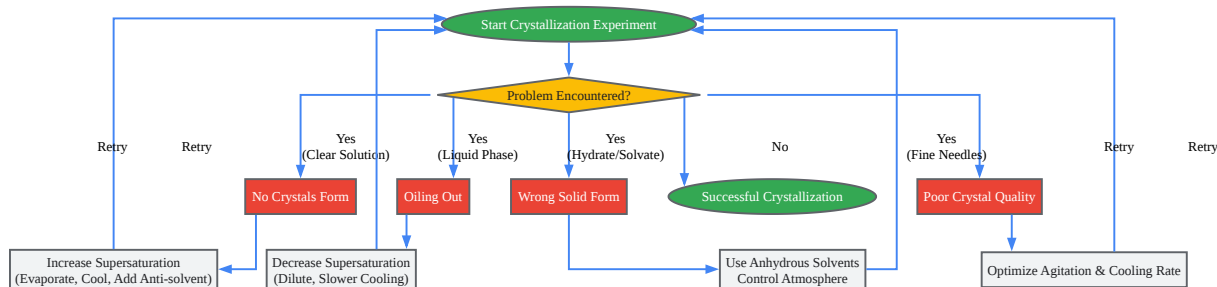 Start Crystallization Experiment
Problem Encountered?
Retry
Retry
Yes
(Clear Solution)
Yes
(Liquid Phase)
Yes
(Hydrate/Solvate)
No
Yes
(Fine Needles)
Retry
Retry
No Crystals Form
Oiling Out
Wrong Solid Form
Successful Crystallization
Poor Crystal Quality
Increase Supersaturation
(Evaporate, Cool, Add Anti-solvent)
Decrease Supersaturation
(Dilute, Slower Cooling)
Use Anhydrous Solvents
Control Atmosphere
Optimize Agitation & Cooling Rate